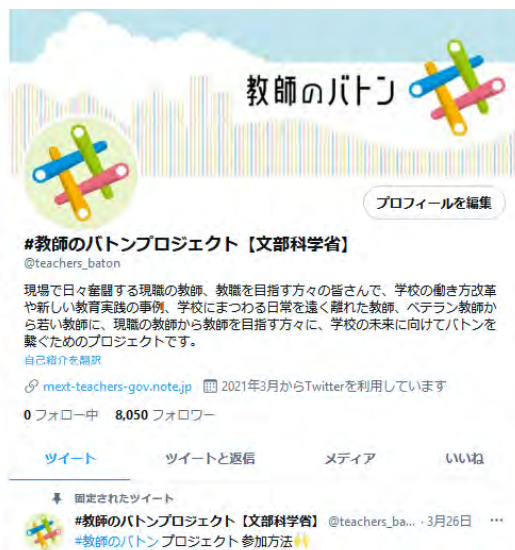 教師のバトン
プロフィールを編集
#教師のバトンプロジェクト【文部科学省】
@teachers_baton
現場で日々奮闘する現職の教師、教職を目指す方々の皆さんで、学校の働き方改革
や新しい教育実践の事例、学校にまつわる日常を遠く離れた教師、ベテラン教師か
ら若い教師に、現職の教師から教師を目指す方々に、学校の未来に向けてバトンを
繋ぐためのプロジェクトです。
自己紹介を翻訳
mext-teachers-gov.note.jp 2021年3月からTwitterを利用しています
0 フォロー中 8,050 フォロワー
ツイート ツイートと返信 メディア いいね
固定されたツイート
#教師のバトンプロジェクト【文部科学省】 @teachers_ba... · 3月26日 ···
#教師のバトン プロジェクト 参加方法🙌